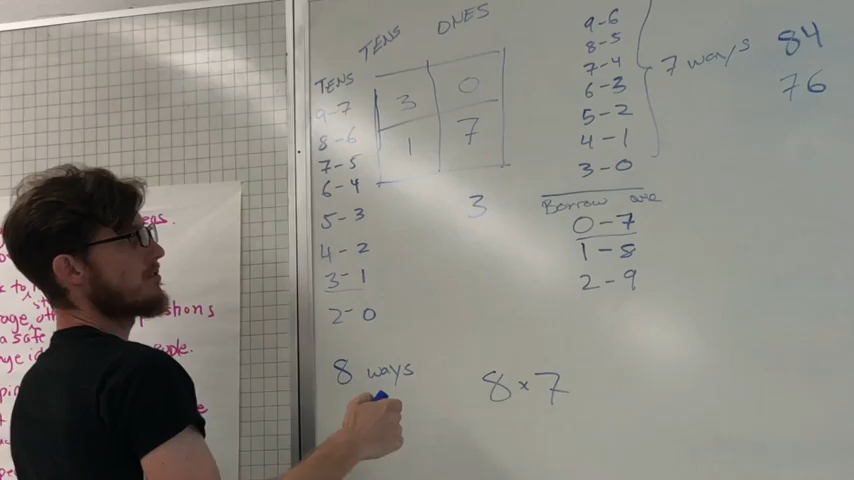 TENS ONES
TENS
9-7
8-6
7-5
6-4
5-3
4-2
3-1
2-0
8 ways
3 0
1 7
3
8 × 7
9-6
8-5
7-4
6-3
5-2
4-1
3-0
7 ways
Borrow one
0-7
1-8
2-9
84
76
stions
a safe